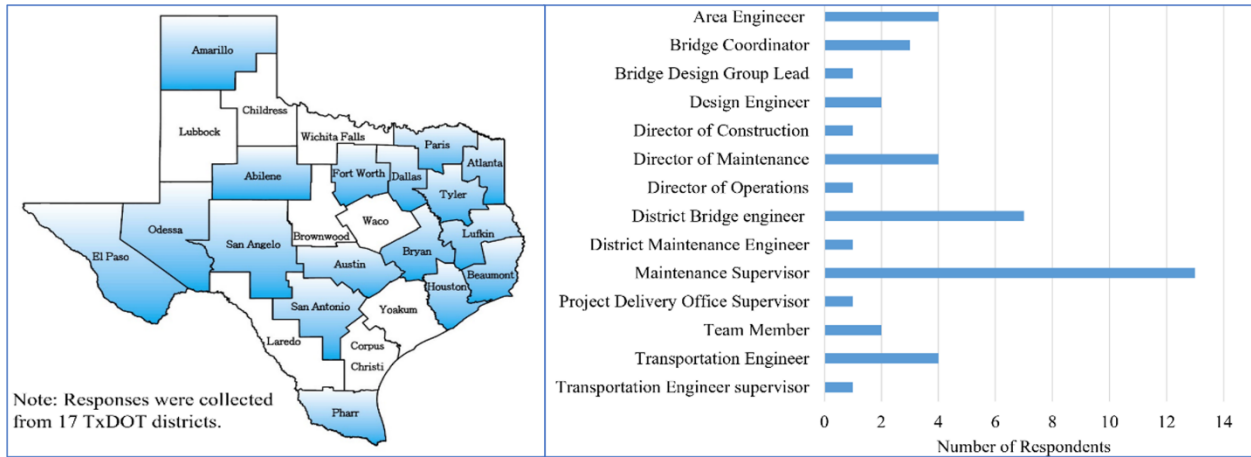 Amarillo
Childress
Lubbock
Wichita Falls
Paris
Atlanta
Abilene
Fort Worth
Dallas
Tyler
Waco
Odessa
El Paso
San Angelo
Brownwood
Lufkin
Bryan
Austin
Beaumont
Houston
San Antonio
Yoakum
Laredo
Corpus
Christi
Pharr
Note: Responses were collected
from 17 TxDOT districts.
Area Engineeer
Bridge Coordinator
Bridge Design Group Lead
Design Engineer
Director of Construction
Director of Maintenance
Director of Operations
District Bridge engineer
District Maintenance Engineer
Maintenance Supervisor
Project Delivery Office Supervisor
Team Member
Transportation Engineer
Transportation Engineer supervisor
0 2 4 6 8 10 12 14
Number of Respondents